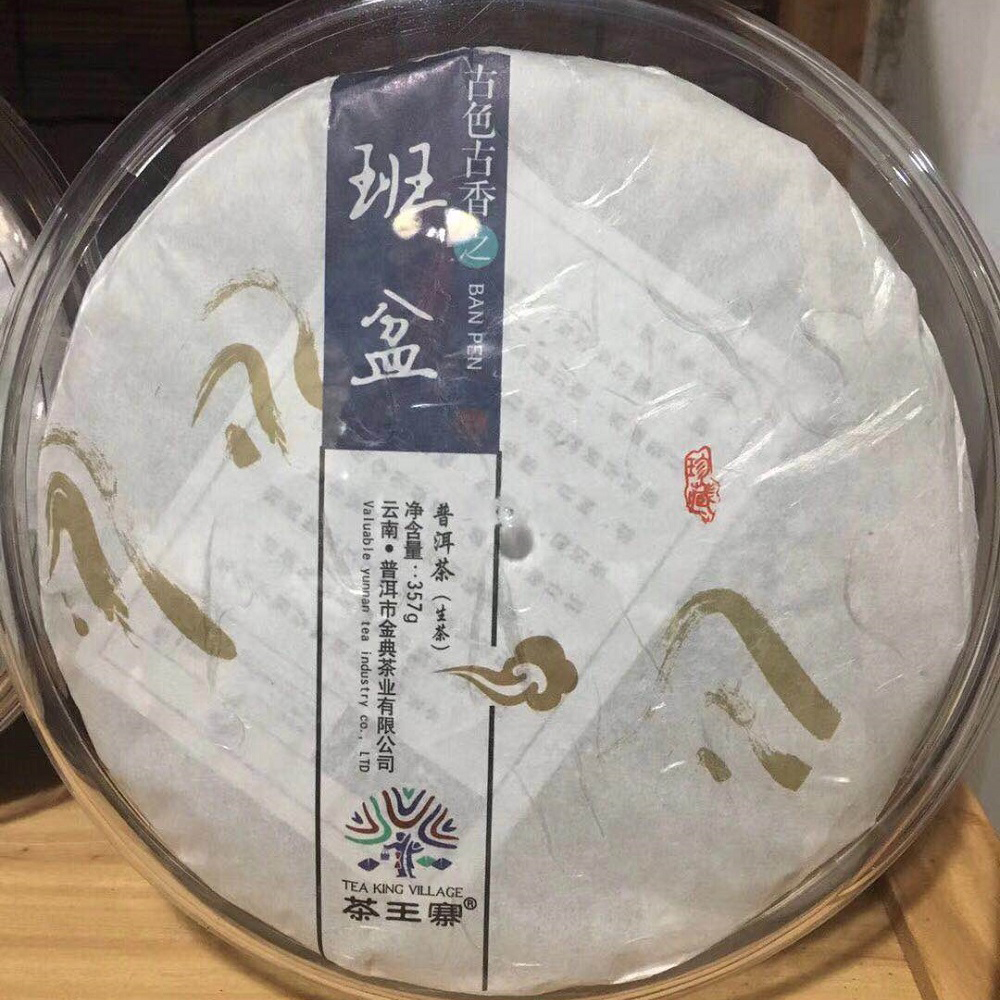 古色古香之 BAN PEN
班盆
普洱茶（生茶）
净含量：357g
云南•普洱市金典茶业有限公司
Valuable yunnan tea industry co., LTD
珍藏
TEA KING VILLAGE
茶王寨®